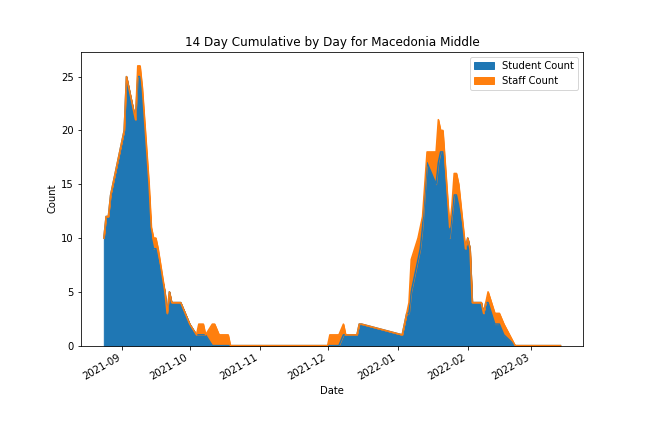 14 Day Cumulative by Day for Macedonia Middle
Student Count
Staff Count
25
20
15
10
5
0
Count
2021-09
2021-10
2021-11
2021-12
2022-01
2022-02
2022-03
Date